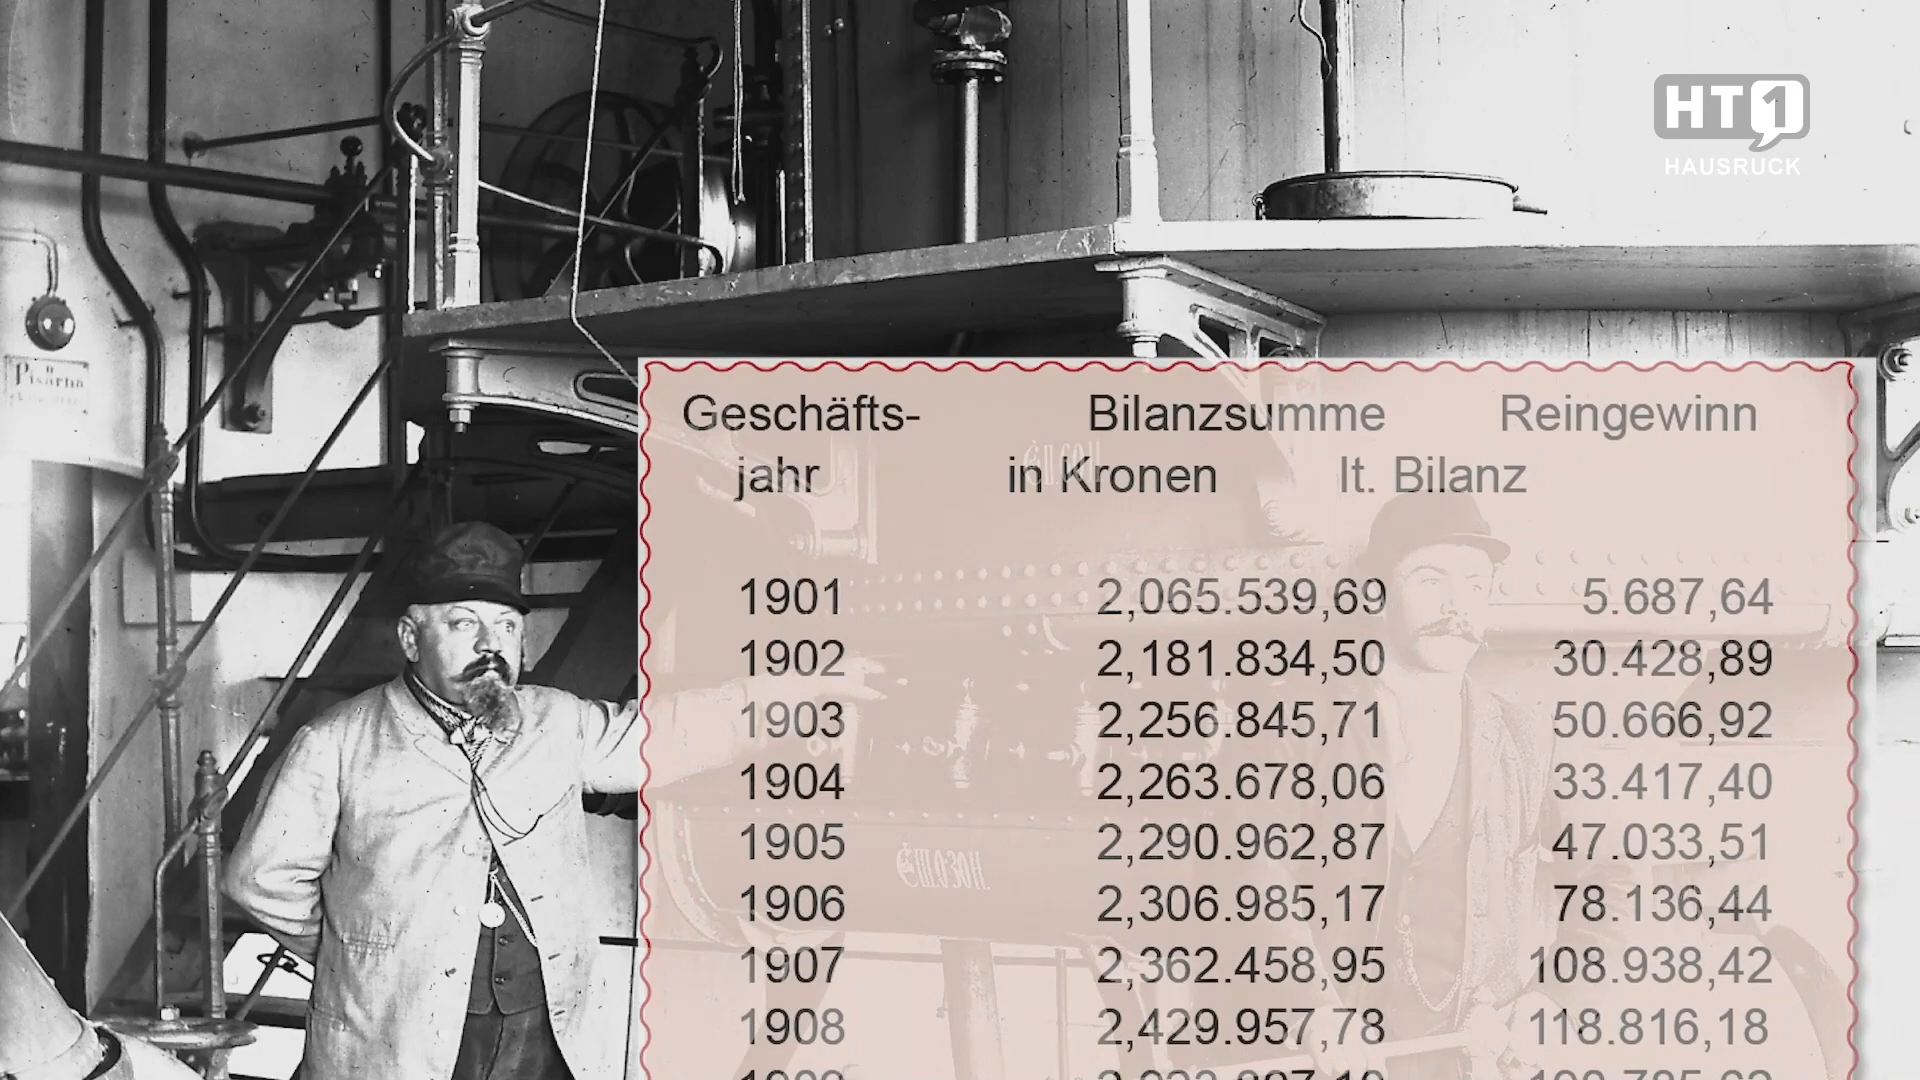 HT1
HAUSRUCK
Pisárna
Geschäfts- Bilanzsumme Reingewinn
jahr in Kronen lt. Bilanz
1901 2,065.539,69 5.687,64
1902 2,181.834,50 30.428,89
1903 2,256.845,71 50.666,92
1904 2,263.678,06 33.417,40
1905 2,290.962,87 47.033,51
1906 2,306.985,17 78.136,44
1907 2,362.458,95 108.938,42
1908 2,429.957,78 118.816,18